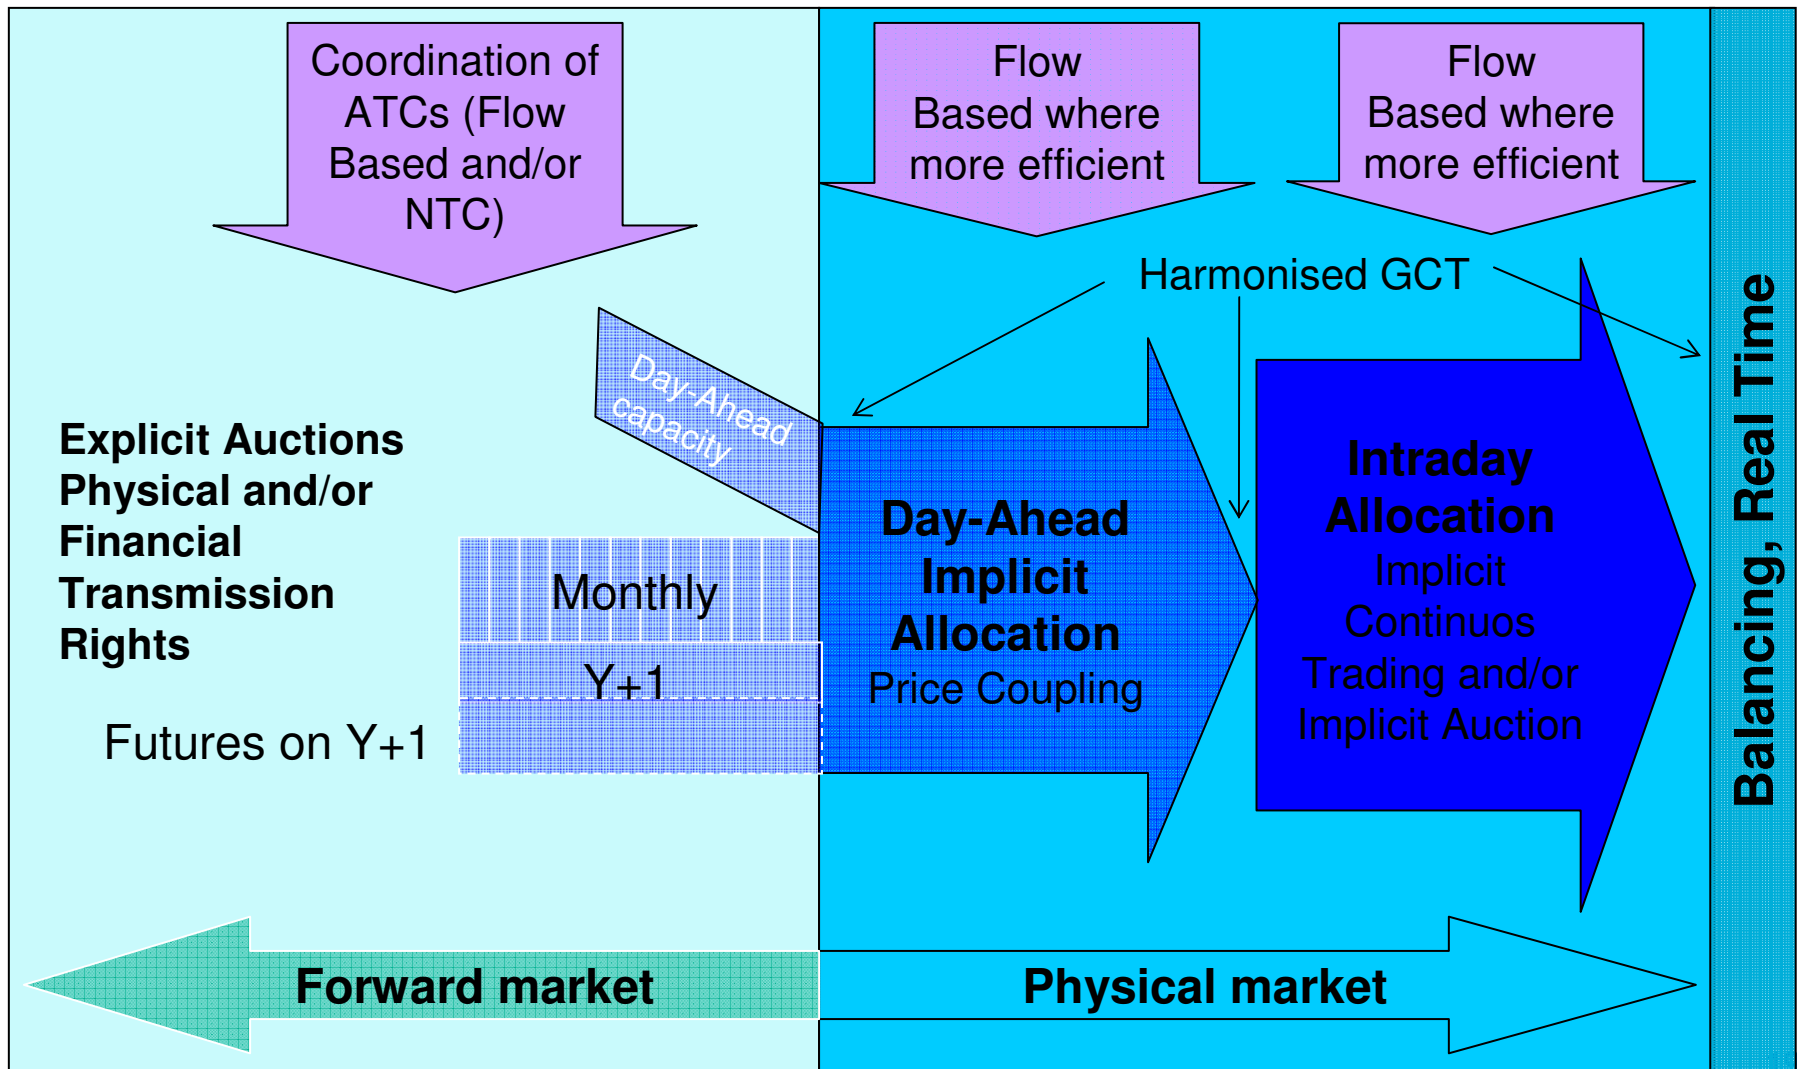 Coordination of
ATCs (Flow
Based and/or
NTC)
Flow
Based where
more efficient
Flow
Based where
more efficient
Harmonised GCT
Day-Ahead
capacity
Explicit Auctions
Physical and/or
Financial
Transmission
Rights
Monthly
Y+1
Futures on Y+1
Day-Ahead
Implicit
Allocation
Price Coupling
Intraday
Allocation
Implicit
Continuos
Trading and/or
Implicit Auction
Balancing, Real Time
Forward market
Physical market